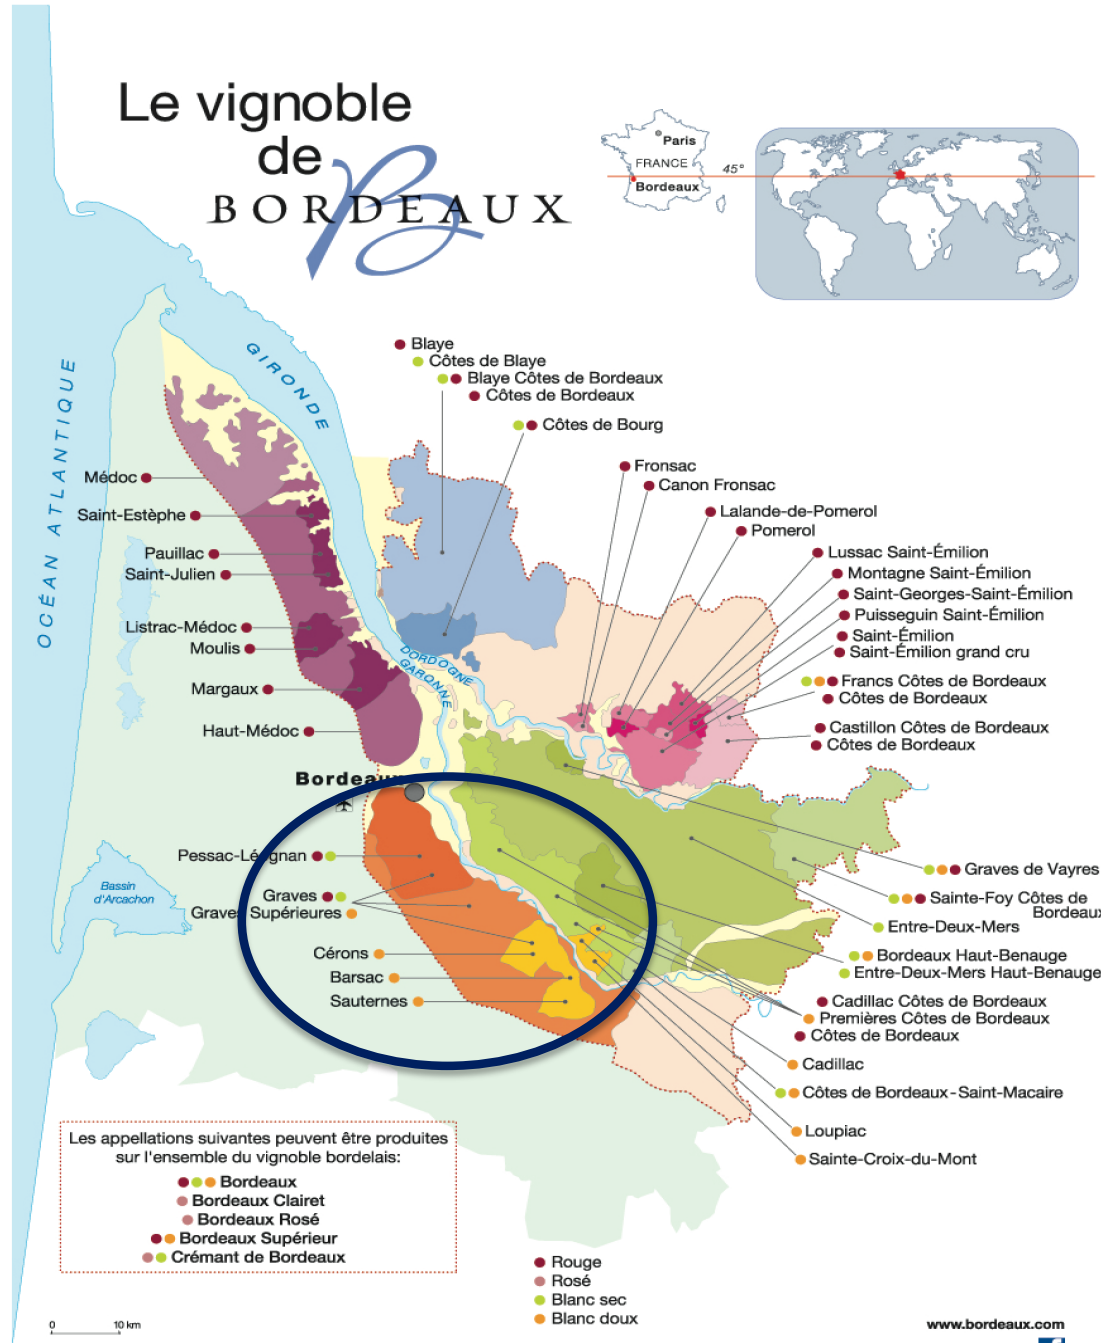 Le vignoble
de
BORDEAUX
Paris
FRANCE
Bordeaux
45°
OCÉAN ATLANTIQUE
GIRONDE
DORDOGNE
GARONNE
Blaye
Côtes de Blaye
Blaye Côtes de Bordeaux
Côtes de Bordeaux
Côtes de Bourg
Fronsac
Canon Fronsac
Lalande-de-Pomerol
Pomerol
Lussac Saint-Émilion
Montagne Saint-Émilion
Saint-Georges-Saint-Émilion
Puisseguin Saint-Émilion
Saint-Émilion
Saint-Émilion grand cru
Francs Côtes de Bordeaux
Côtes de Bordeaux
Castillon Côtes de Bordeaux
Côtes de Bordeaux
Médoc
Saint-Estèphe
Pauillac
Saint-Julien
Listrac-Médoc
Moulis
Margaux
Haut-Médoc
Bordeaux
Pessac-Léognan
Graves
Graves Supérieures
Cérons
Barsac
Sauternes
Bassin
d'Arcachon
Graves de Vayres
Sainte-Foy Côtes de
Bordeaux
Entre-Deux-Mers
Bordeaux Haut-Benauge
Entre-Deux-Mers Haut-Benauge
Cadillac Côtes de Bordeaux
Premières Côtes de Bordeaux
Côtes de Bordeaux
Cadillac
Côtes de Bordeaux-Saint-Macaire
Loupiac
Sainte-Croix-du-Mont
Les appellations suivantes peuvent être produites
sur l'ensemble du vignoble bordelais:
Bordeaux
Bordeaux Clairet
Bordeaux Rosé
Bordeaux Supérieur
Crémant de Bordeaux
Rouge
Rosé
Blanc sec
Blanc doux
0 10 km
www.bordeaux.com